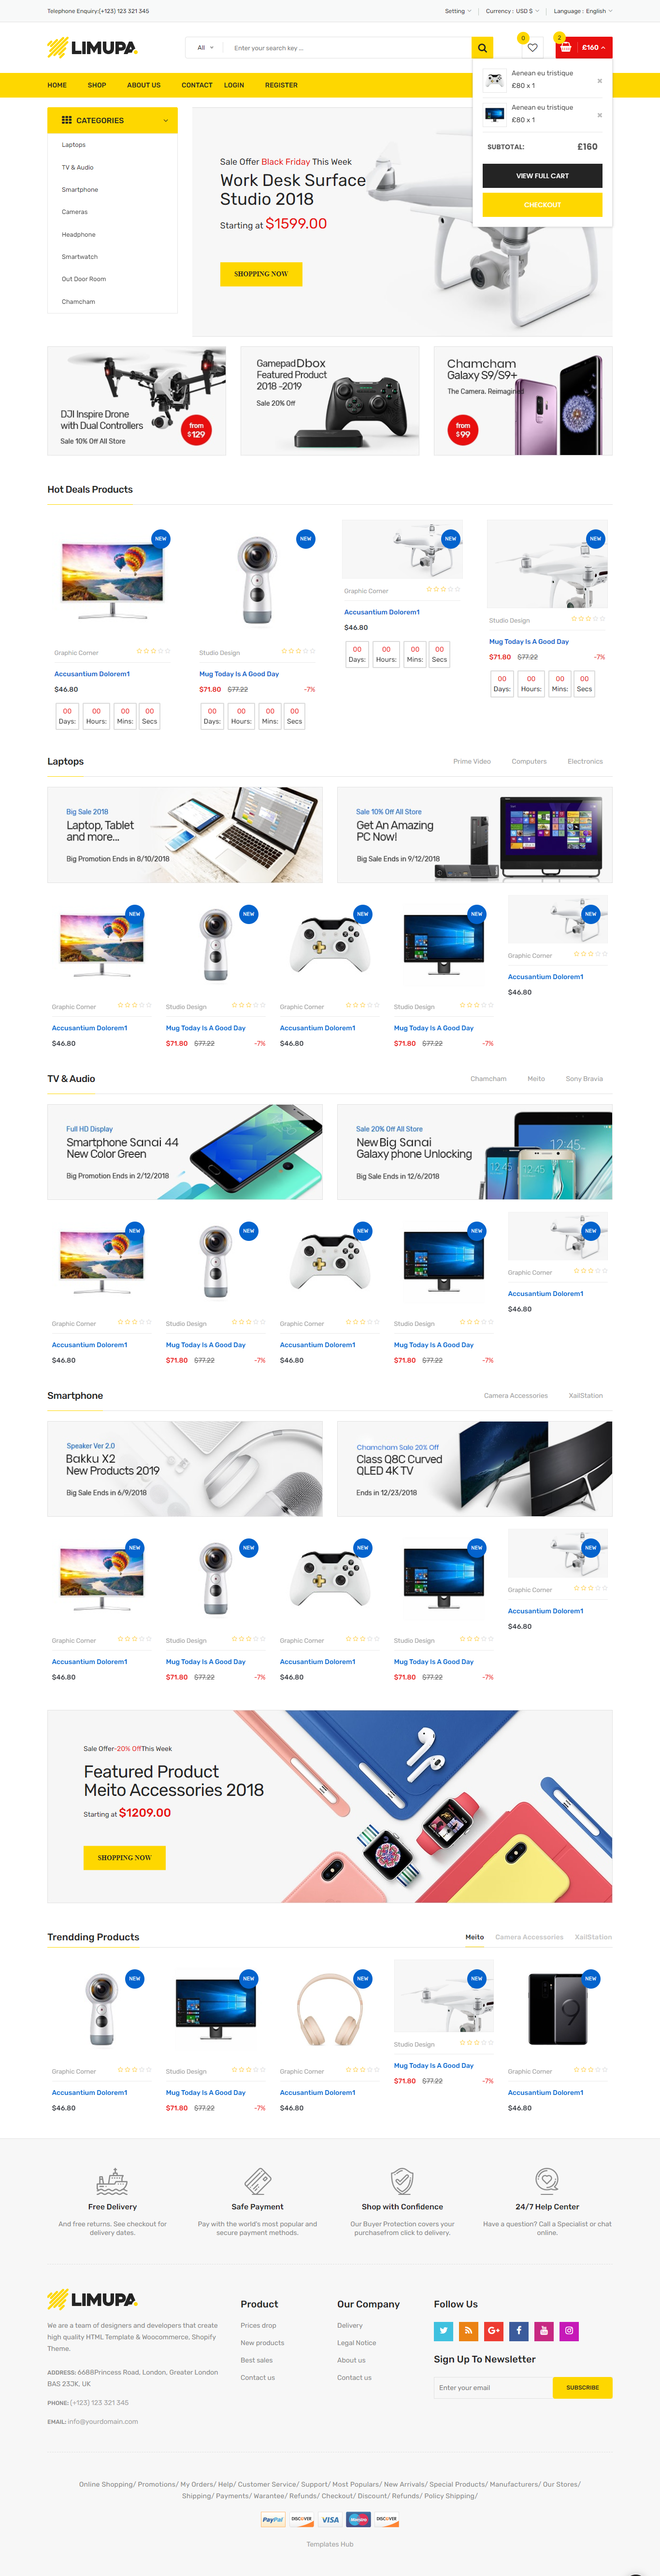 Telephone Enquiry:(+123) 123 321 345
Setting
Currency : USD $
Language : English
LIMUPA.
All
Enter your search key ...
0
2
£160
HOME
SHOP
ABOUT US
CONTACT
LOGIN
REGISTER
Aenean eu tristique
£80 x 1
Aenean eu tristique
£80 x 1
SUBTOTAL:
£160
VIEW FULL CART
CHECKOUT
CATEGORIES
Laptops
TV & Audio
Smartphone
Cameras
Headphone
Smartwatch
Out Door Room
Chamcham
Sale Offer Black Friday This Week
Work Desk Surface
Studio 2018
Starting at $1599.00
SHOPPING NOW
DJI Inspire Drone
with Dual Controllers
Sale 10% Off All Store
from
$129
Gamepad Dbox
Featured Product
2018 -2019
Sale 20% Off
Chamcham
Galaxy S9/S9+
The Camera. Reimagined
from
$99
Hot Deals Products
NEW
Graphic Corner
Accusantium Dolorem1
$46.80
00 Days:
00 Hours:
00 Mins:
00 Secs
NEW
Studio Design
Mug Today Is A Good Day
$71.80 $77.22 -7%
00 Days:
00 Hours:
00 Mins:
00 Secs
NEW
Graphic Corner
Accusantium Dolorem1
$46.80
00 Days:
00 Hours:
00 Mins:
00 Secs
NEW
Studio Design
Mug Today Is A Good Day
$71.80 $77.22 -7%
00 Days:
00 Hours:
00 Mins:
00 Secs
Laptops
Prime Video
Computers
Electronics
Big Sale 2018
Laptop, Tablet
and more...
Big Promotion Ends in 8/10/2018
Sale 10% Off All Store
Get An Amazing
PC Now!
Big Sale Ends in 9/12/2018
NEW
Graphic Corner
Accusantium Dolorem1
$46.80
NEW
Studio Design
Mug Today Is A Good Day
$71.80 $77.22 -7%
NEW
Graphic Corner
Accusantium Dolorem1
$46.80
NEW
Studio Design
Mug Today Is A Good Day
$71.80 $77.22 -7%
NEW
Graphic Corner
Accusantium Dolorem1
$46.80
TV & Audio
Chamcham
Meito
Sony Bravia
Full HD Display
Smartphone Sanai 44
New Color Green
Big Promotion Ends in 2/12/2018
Sale 20% Off All Store
New Big Sanai
Galaxy phone Unlocking
Big Sale Ends in 12/6/2018
12:45
12:45
NEW
Graphic Corner
Accusantium Dolorem1
$46.80
NEW
Studio Design
Mug Today Is A Good Day
$71.80 $77.22 -7%
NEW
Graphic Corner
Accusantium Dolorem1
$46.80
NEW
Studio Design
Mug Today Is A Good Day
$71.80 $77.22 -7%
NEW
Graphic Corner
Accusantium Dolorem1
$46.80
Smartphone
Camera Accessories
XailStation
Speaker Ver 2.0
Bakku X2
New Products 2019
Big Sale Ends in 6/9/2018
Chamcham Sale 20% Off
Class Q8C Curved
QLED 4K TV
Ends in 12/23/2018
NEW
Graphic Corner
Accusantium Dolorem1
$46.80
NEW
Studio Design
Mug Today Is A Good Day
$71.80 $77.22 -7%
NEW
Graphic Corner
Accusantium Dolorem1
$46.80
NEW
Studio Design
Mug Today Is A Good Day
$71.80 $77.22 -7%
NEW
Graphic Corner
Accusantium Dolorem1
$46.80
Sale Offer-20% OffThis Week
Featured Product
Meito Accessories 2018
Starting at $1209.00
SHOPPING NOW
Trendding Products
Meito
Camera Accessories
XailStation
NEW
Graphic Corner
Accusantium Dolorem1
$46.80
NEW
Studio Design
Mug Today Is A Good Day
$71.80 $77.22 -7%
NEW
Graphic Corner
Accusantium Dolorem1
$46.80
NEW
Studio Design
Mug Today Is A Good Day
$71.80 $77.22 -7%
9
NEW
Graphic Corner
Accusantium Dolorem1
$46.80
Free Delivery
And free returns. See checkout for
delivery dates.
Safe Payment
Pay with the world's most popular and
secure payment methods.
Shop with Confidence
Our Buyer Protection covers your
purchasefrom click to delivery.
24/7 Help Center
Have a question? Call a Specialist or chat
online.
LIMUPA.
We are a team of designers and developers that create
high quality HTML Template & Woocommerce, Shopify
Theme.
ADDRESS: 6688Princess Road, London, Greater London
BAS 23JK, UK
PHONE: (+123) 123 321 345
EMAIL: info@yourdomain.com
Product
Prices drop
New products
Best sales
Contact us
Our Company
Delivery
Legal Notice
About us
Contact us
Follow Us
Sign Up To Newsletter
Enter your email
SUBSCRIBE
Online Shopping/ Promotions/ My Orders/ Help/ Customer Service/ Support/ Most Populars/ New Arrivals/ Special Products/ Manufacturers/ Our Stores/
Shipping/ Payments/ Warantee/ Refunds/ Checkout/ Discount/ Refunds/ Policy Shipping/
PayPal
DISCOVER
VISA
Maestro
DISCOVER
Templates Hub